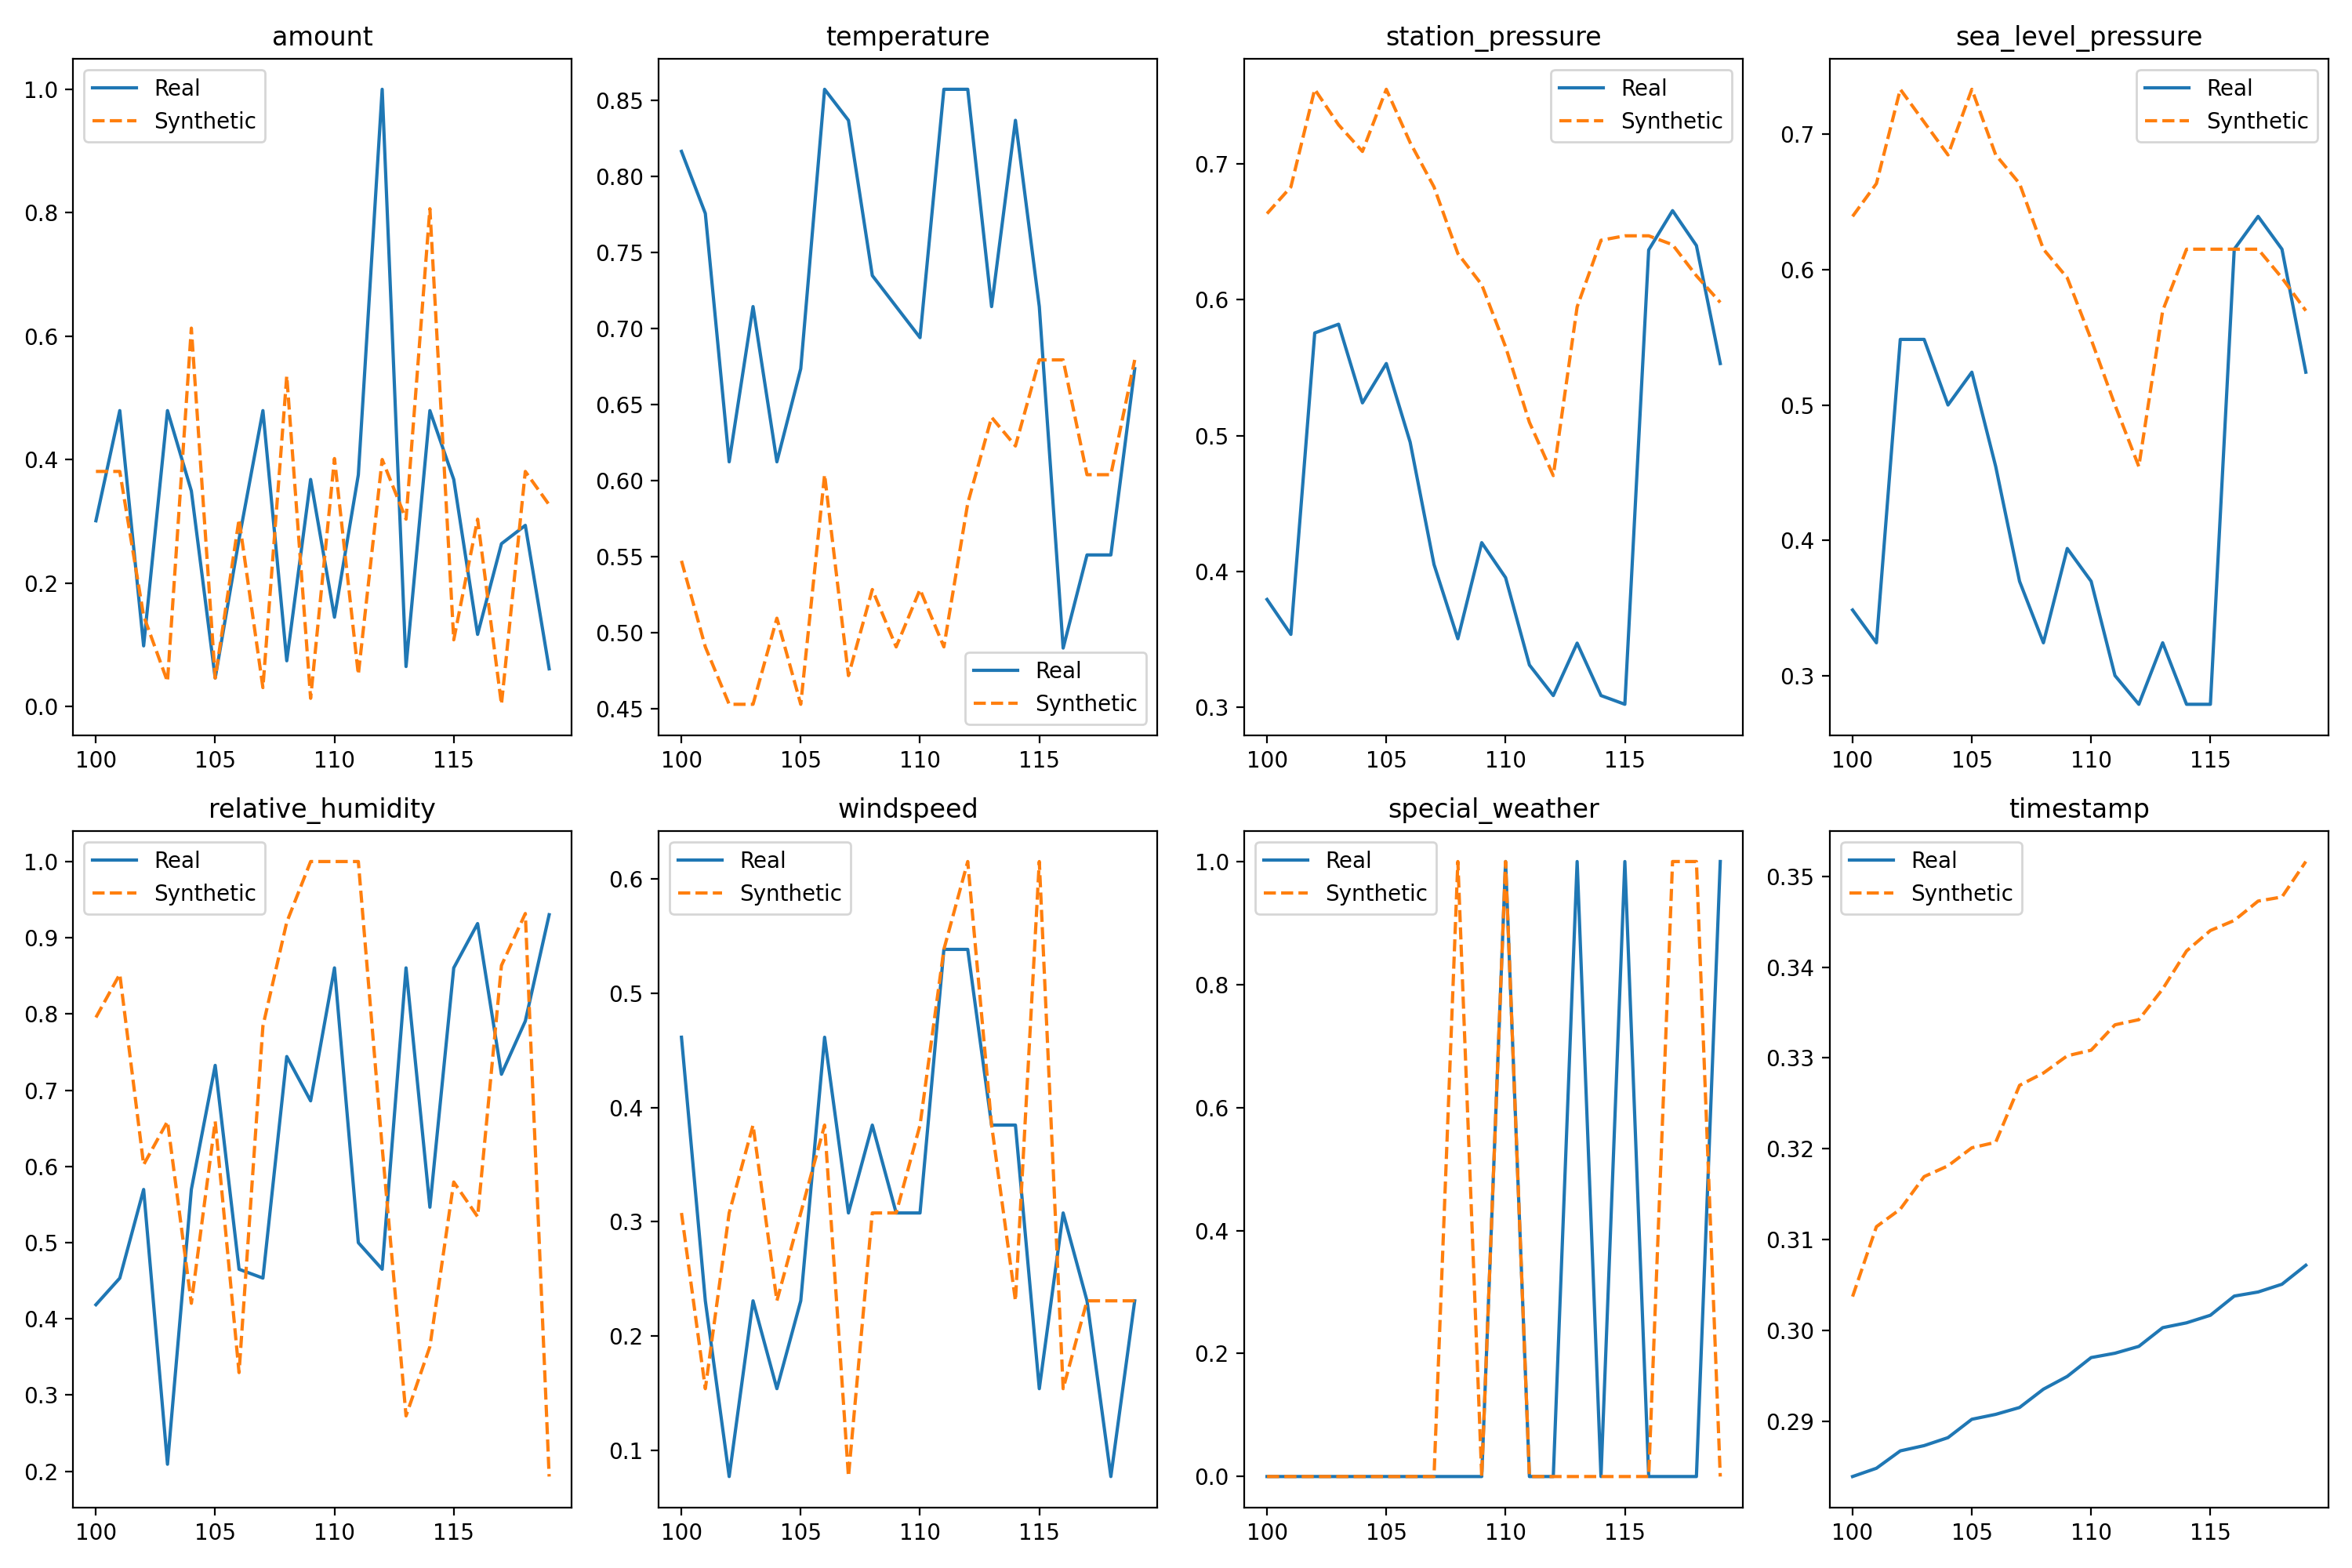 amount
Real
Synthetic
1.0
0.8
0.6
0.4
0.2
0.0
100 105 110 115
temperature
0.85
0.80
0.75
0.70
0.65
0.60
0.55
0.50
0.45
Real
Synthetic
100 105 110 115
station_pressure
Real
Synthetic
0.7
0.6
0.5
0.4
0.3
100 105 110 115
sea_level_pressure
Real
Synthetic
0.7
0.6
0.5
0.4
0.3
100 105 110 115
relative_humidity
Real
Synthetic
1.0
0.9
0.8
0.7
0.6
0.5
0.4
0.3
0.2
100 105 110 115
windspeed
Real
Synthetic
0.6
0.5
0.4
0.3
0.2
0.1
100 105 110 115
special_weather
Real
Synthetic
1.0
0.8
0.6
0.4
0.2
0.0
100 105 110 115
timestamp
Real
Synthetic
0.35
0.34
0.33
0.32
0.31
0.30
0.29
100 105 110 115